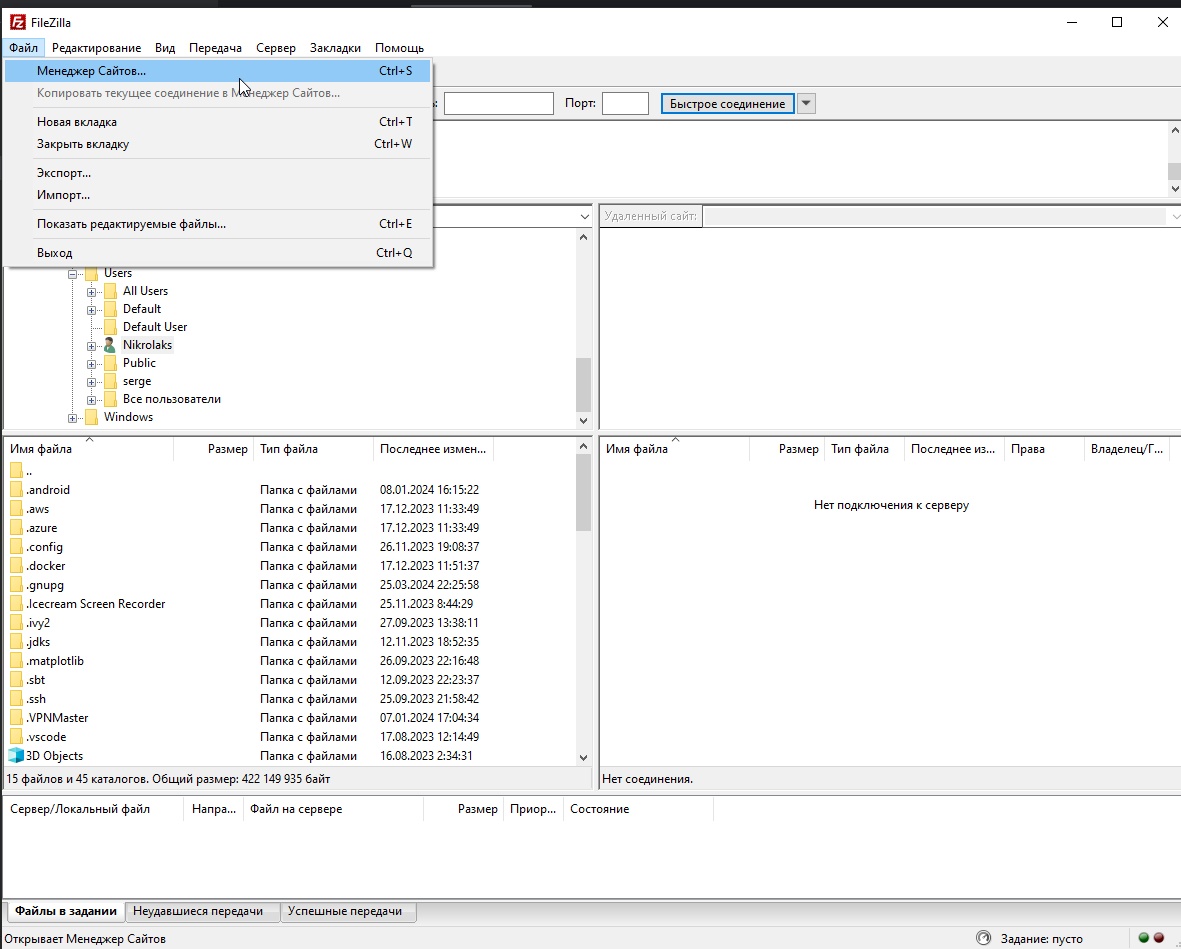 FileZilla
Файл Редактирование Вид Передача Сервер Закладки Помощь
Менеджер Сайтов... Ctrl+S
Копировать текущее соединение в Менеджер Сайтов...
Новая вкладка Ctrl+T
Закрыть вкладку Ctrl+W
Экспорт...
Импорт...
Показать редактируемые файлы... Ctrl+E
Выход Ctrl+Q
Порт: Быстрое соединение
Удаленный сайт:
Users
All Users
Default
Default User
Nikrolaks
Public
serge
Все пользователи
Windows
Имя файла Размер Тип файла Последнее измен...
..
.android Папка с файлами 08.01.2024 16:15:22
.aws Папка с файлами 17.12.2023 11:33:49
.azure Папка с файлами 17.12.2023 11:33:49
.config Папка с файлами 26.11.2023 19:08:37
.docker Папка с файлами 17.12.2023 11:51:37
.gnupg Папка с файлами 25.03.2024 22:25:58
.Icecream Screen Recorder Папка с файлами 25.11.2023 8:44:29
.ivy2 Папка с файлами 27.09.2023 13:38:11
.jdks Папка с файлами 12.11.2023 18:52:35
.matplotlib Папка с файлами 26.09.2023 22:16:48
.sbt Папка с файлами 12.09.2023 22:23:37
.ssh Папка с файлами 25.09.2023 21:58:42
.VPNMaster Папка с файлами 07.01.2024 17:04:34
.vscode Папка с файлами 17.08.2023 12:14:49
3D Objects Папка с файлами 16.08.2023 2:34:31
15 файлов и 45 каталогов. Общий размер: 422 149 935 байт
Имя файла Размер Тип файла Последнее из... Права Владелец/Г...
Нет подключения к серверу
Нет соединения.
Сервер/Локальный файл Напра... Файл на сервере Размер Приор... Состояние
Файлы в задании Неудавшиеся передачи Успешные передачи
Открывает Менеджер Сайтов Задание: пусто